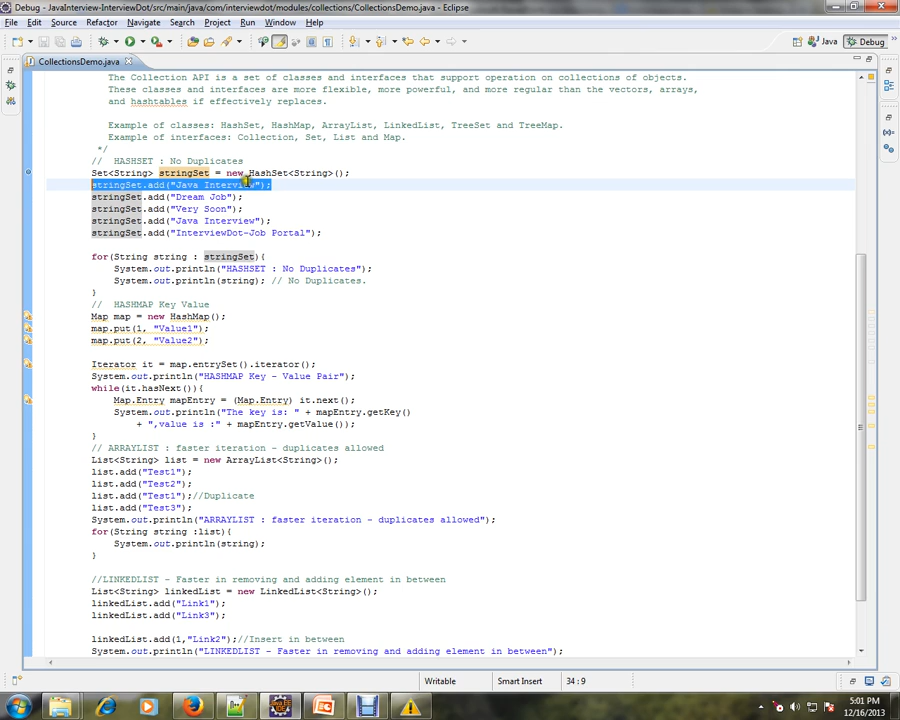 Debug - JavaInterview-InterviewDot/src/main/java/com/interviewdot/modules/collections/CollectionsDemo.java - Eclipse
File Edit Source Refactor Navigate Search Project Run Window Help
Java Debug
CollectionsDemo.java
The Collection API is a set of classes and interfaces that support operation on collections of objects.
These classes and interfaces are more flexible, more powerful, and more regular than the vectors, arrays,
and hashtables if effectively replaces.
Example of classes: HashSet, HashMap, ArrayList, LinkedList, TreeSet and TreeMap.
Example of interfaces: Collection, Set, List and Map.
*/
// HASHSET : No Duplicates
Set<String> stringSet = new HashSet<String>();
stringSet.add("Java Interview");
stringSet.add("Dream Job");
stringSet.add("Very Soon");
stringSet.add("Java Interview");
stringSet.add("InterviewDot-Job Portal");
for(String string : stringSet){
System.out.println("HASHSET : No Duplicates");
System.out.println(string); // No Duplicates.
}
// HASHMAP Key Value
Map map = new HashMap();
map.put(1, "Value1");
map.put(2, "Value2");
Iterator it = map.entrySet().iterator();
System.out.println("HASHMAP Key - Value Pair");
while(it.hasNext()){
Map.Entry mapEntry = (Map.Entry) it.next();
System.out.println("The key is: " + mapEntry.getKey()
+ ",value is :" + mapEntry.getValue());
}
// ARRAYLIST : faster iteration - duplicates allowed
List<String> list = new ArrayList<String>();
list.add("Test1");
list.add("Test2");
list.add("Test1");//Duplicate
list.add("Test3");
System.out.println("ARRAYLIST : faster iteration - duplicates allowed");
for(String string :list){
System.out.println(string);
}
//LINKEDLIST - Faster in removing and adding element in between
List<String> linkedList = new LinkedList<String>();
linkedList.add("Link1");
linkedList.add("Link3");
linkedList.add(1,"Link2");//Insert in between
System.out.println("LINKEDLIST - Faster in removing and adding element in between");
Writable Smart Insert 34 : 9
5:01 PM
12/16/2013